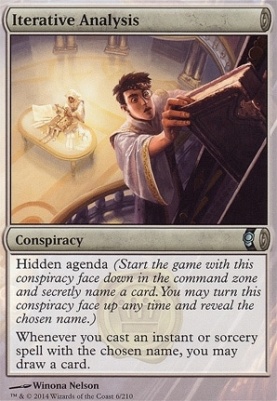 Iterative Analysis
Conspiracy
Hidden agenda (Start the game with this
conspiracy face down in the command zone
and secretly name a card. You may turn this
conspiracy face up any time and reveal the
chosen name.)
Whenever you cast an instant or sorcery
spell with the chosen name, you may
draw a card.
Winona Nelson
™ & © 2014 Wizards of the Coast 6/210